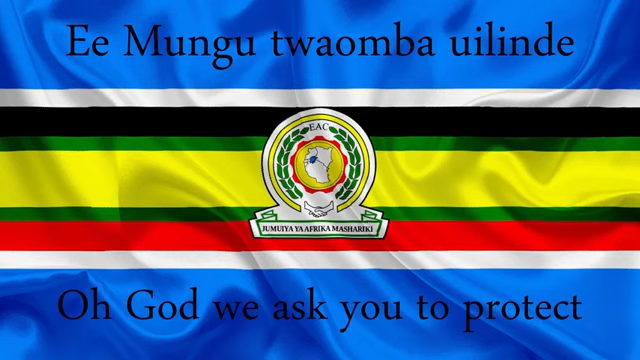 Ee Mungu twaomba uilinde
EAC
JUMUIYA YA AFRIKA MASHARIKI
Oh God we ask you to protect